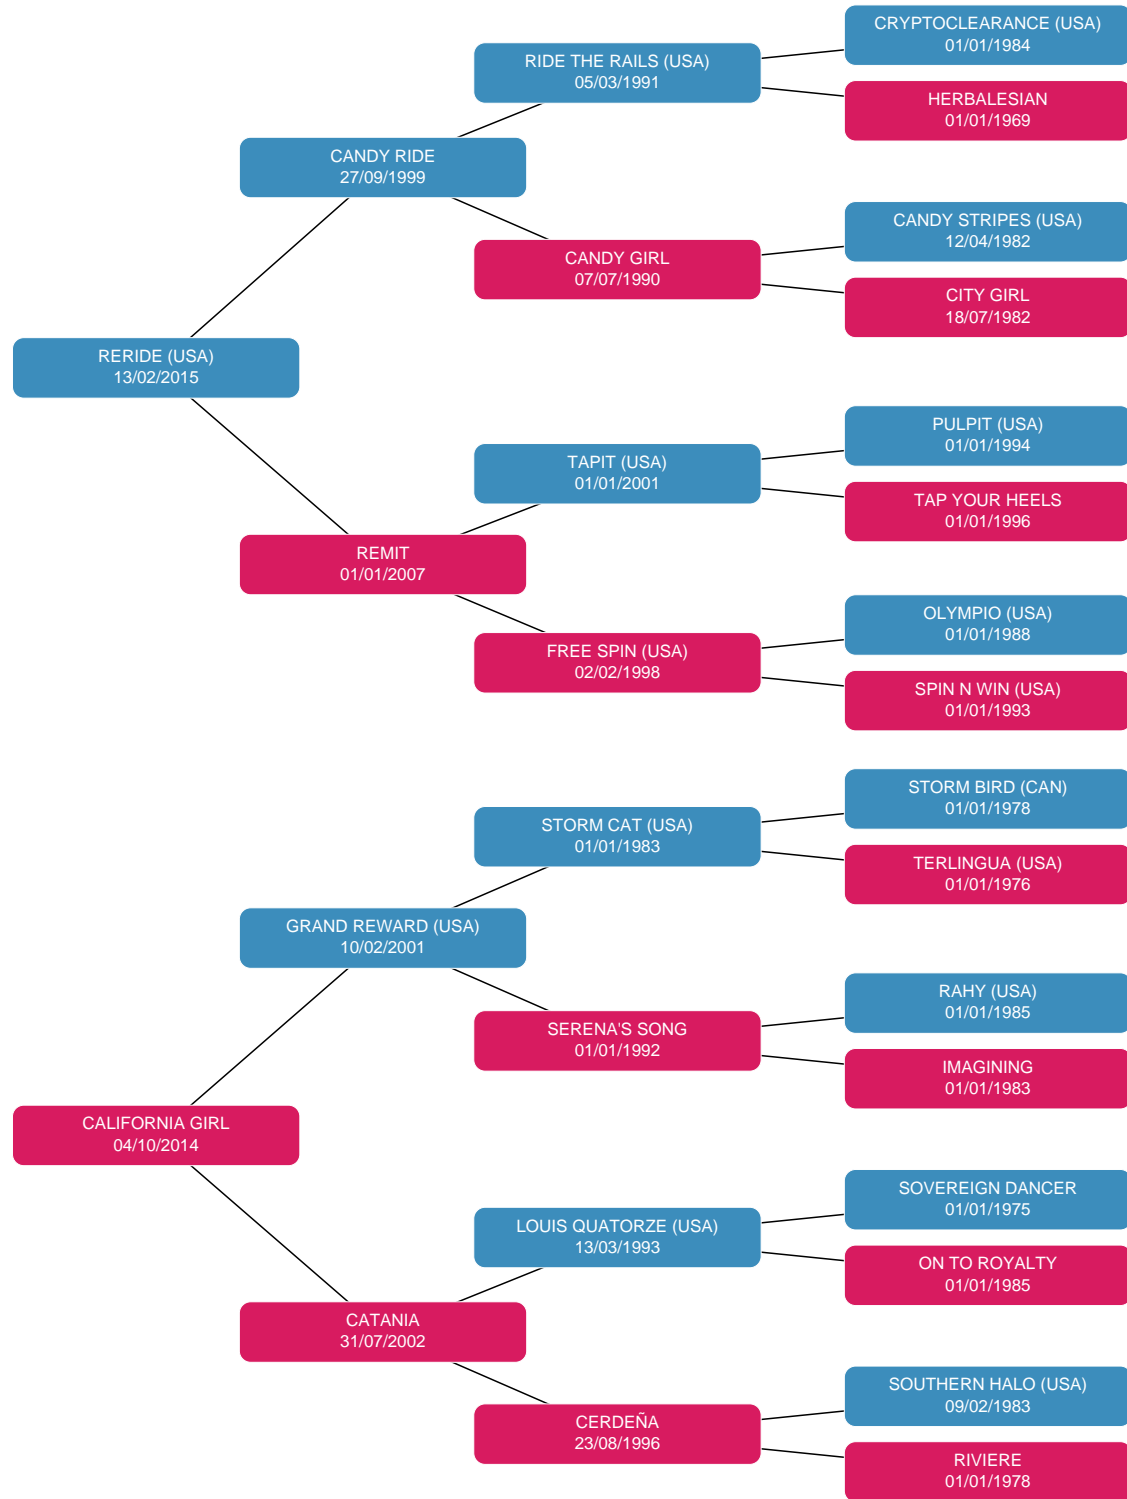 CRYPTOCLEARANCE (USA)
01/01/1984
RIDE THE RAILS (USA)
05/03/1991
HERBALESIAN
01/01/1969
CANDY RIDE
27/09/1999
CANDY STRIPES (USA)
12/04/1982
CANDY GIRL
07/07/1990
CITY GIRL
18/07/1982
RERIDE (USA)
13/02/2015
PULPIT (USA)
01/01/1994
TAPIT (USA)
01/01/2001
TAP YOUR HEELS
01/01/1996
REMIT
01/01/2007
OLYMPIO (USA)
01/01/1988
FREE SPIN (USA)
02/02/1998
SPIN N WIN (USA)
01/01/1993
STORM BIRD (CAN)
01/01/1978
STORM CAT (USA)
01/01/1983
TERLINGUA (USA)
01/01/1976
GRAND REWARD (USA)
10/02/2001
RAHY (USA)
01/01/1985
SERENA'S SONG
01/01/1992
IMAGINING
01/01/1983
CALIFORNIA GIRL
04/10/2014
SOVEREIGN DANCER
01/01/1975
LOUIS QUATORZE (USA)
13/03/1993
ON TO ROYALTY
01/01/1985
CATANIA
31/07/2002
SOUTHERN HALO (USA)
09/02/1983
CERDEÑA
23/08/1996
RIVIERE
01/01/1978